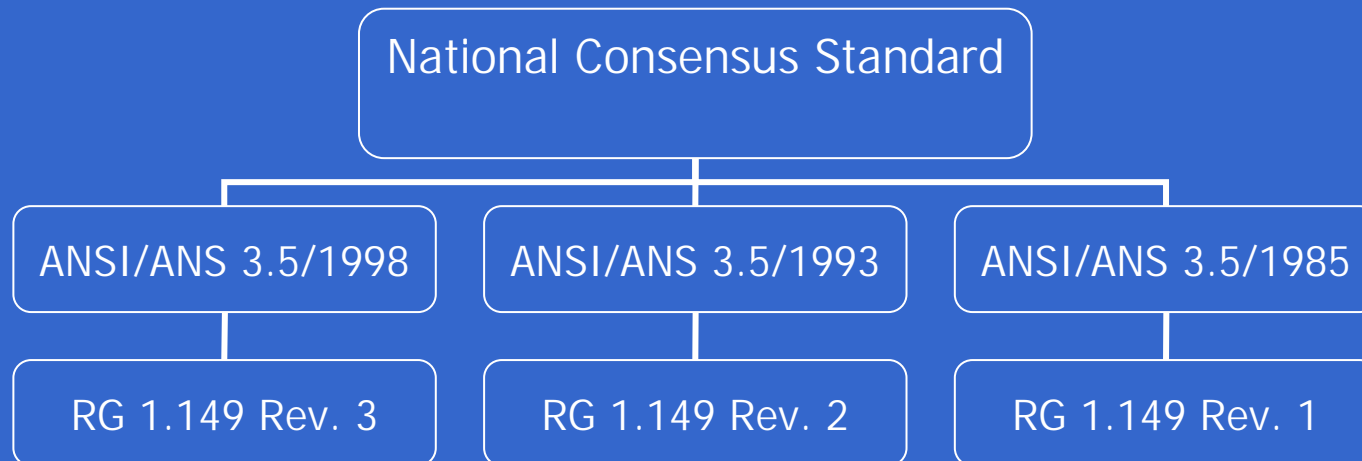 National Consensus Standard
ANSI/ANS 3.5/1998
ANSI/ANS 3.5/1993
ANSI/ANS 3.5/1985
RG 1.149 Rev. 3
RG 1.149 Rev. 2
RG 1.149 Rev. 1